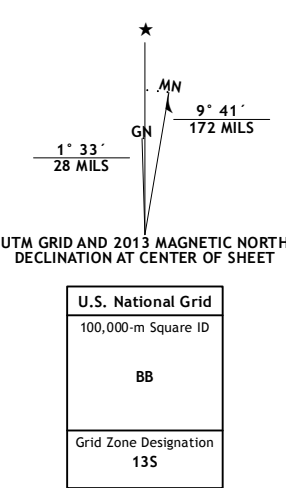 ★
MN
GN
9° 41´
172 MILS
1° 33´
28 MILS
UTM GRID AND 2013 MAGNETIC NORTH
DECLINATION AT CENTER OF SHEET
U.S. National Grid
100,000-m Square ID
BB
Grid Zone Designation
13S